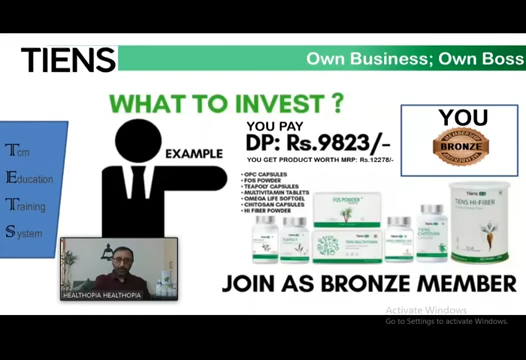 TIENS
Own Business; Own Boss
WHAT TO INVEST ?
YOU PAY
DP: Rs.9823/-
YOU GET PRODUCT WORTH MRP: Rs.12278/-
YOU
BRONZE
EXAMPLE
Tcm
Education
Training
System
• OPC CAPSULES
• FOS POWDER
• TEAPOLY CAPSULES
• MULTIVITAMIN TABLETS
• OMEGA LIFE SOFTGEL
• CHITOSAN CAPSULES
• HI FIBER POWDER
FOS POWDER
TIENS HI-FIBER
HEALTHOPIA HEALTHOPIA
JOIN AS BRONZE MEMBER
Activate Windows
Go to Settings to activate Windows.